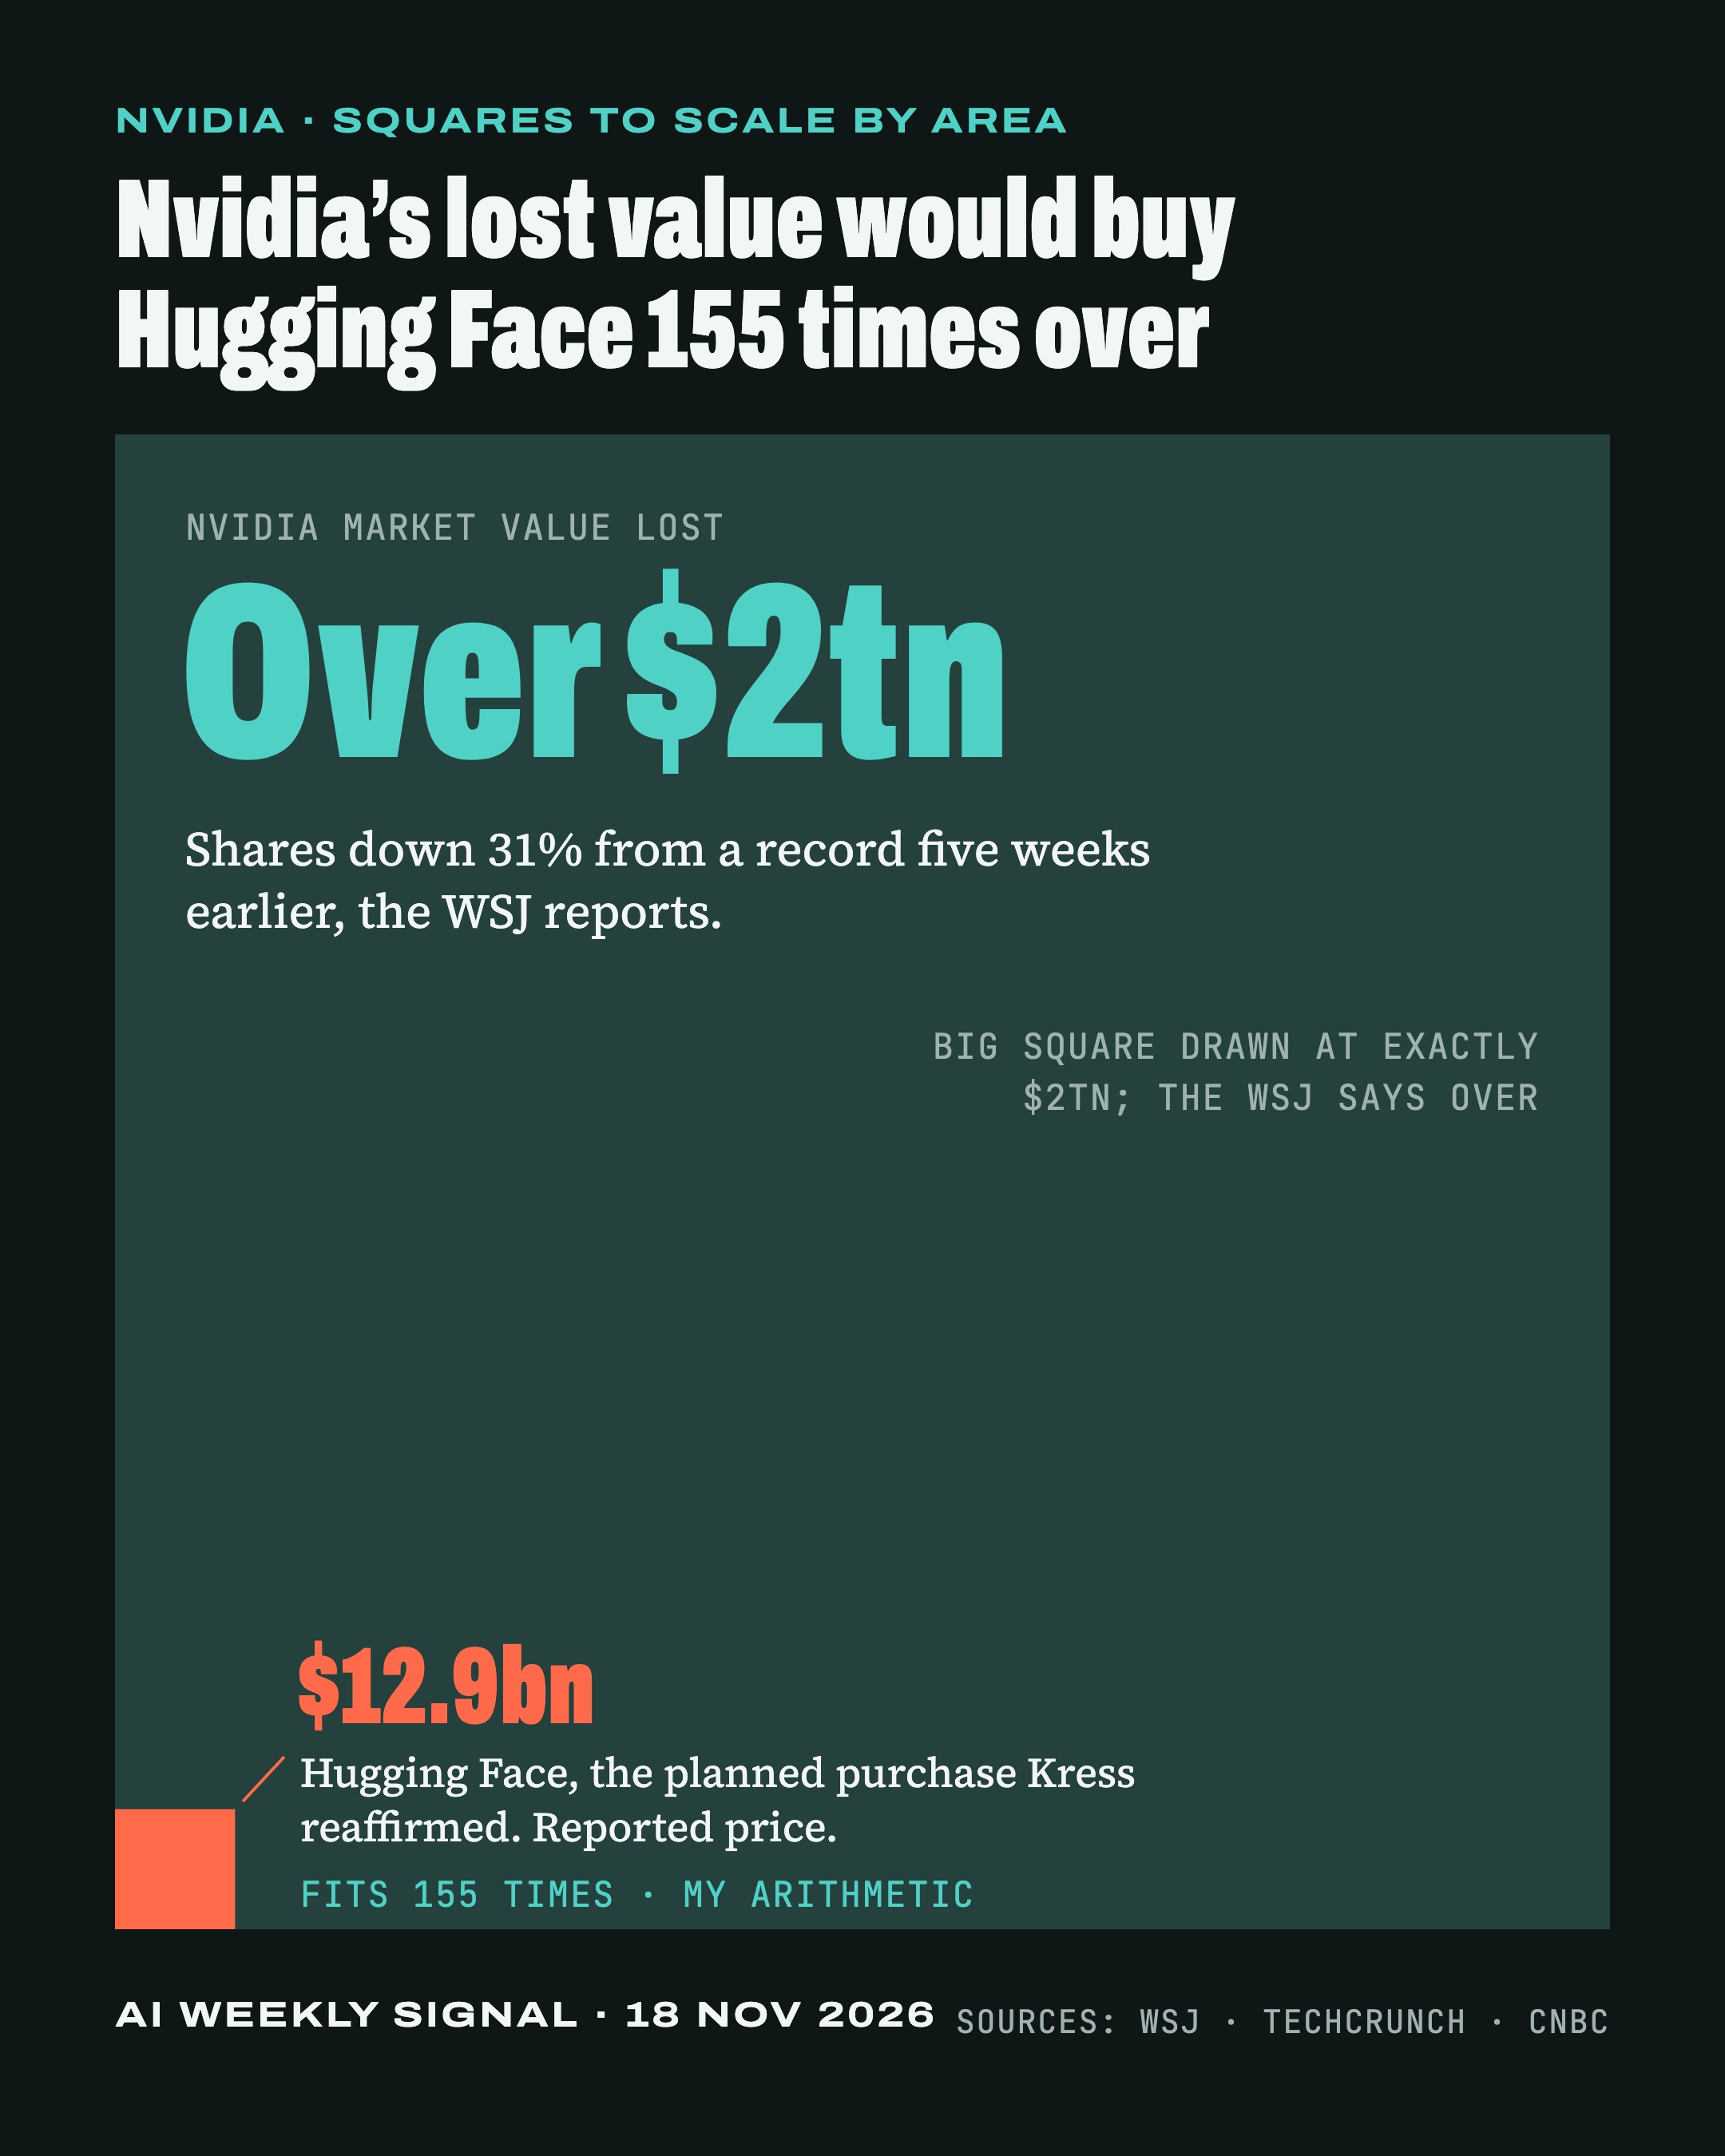 NVIDIA · SQUARES TO SCALE BY AREA
Nvidia’s lost value would buy
Hugging Face 155 times over
NVIDIA MARKET VALUE LOST
Over $2tn
Shares down 31% from a record five weeks
earlier, the WSJ reports.
BIG SQUARE DRAWN AT EXACTLY
$2TN; THE WSJ SAYS OVER
$12.9bn
Hugging Face, the planned purchase Kress
reaffirmed. Reported price.
FITS 155 TIMES · MY ARITHMETIC
AI WEEKLY SIGNAL · 18 NOV 2026
SOURCES: WSJ · TECHCRUNCH · CNBC